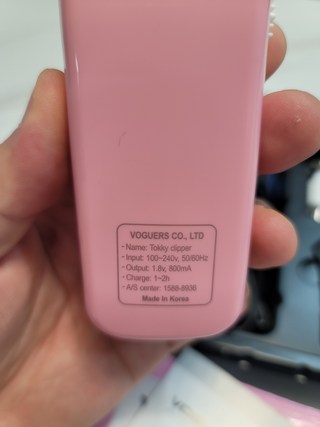 VOGUERS CO., LTD
• Name: Tokky clipper
• Input: 100~240v, 50/60Hz
• Output: 1.8v, 800mA
• Charge: 1~2h
• A/S center: 1588-8938
Made In Korea